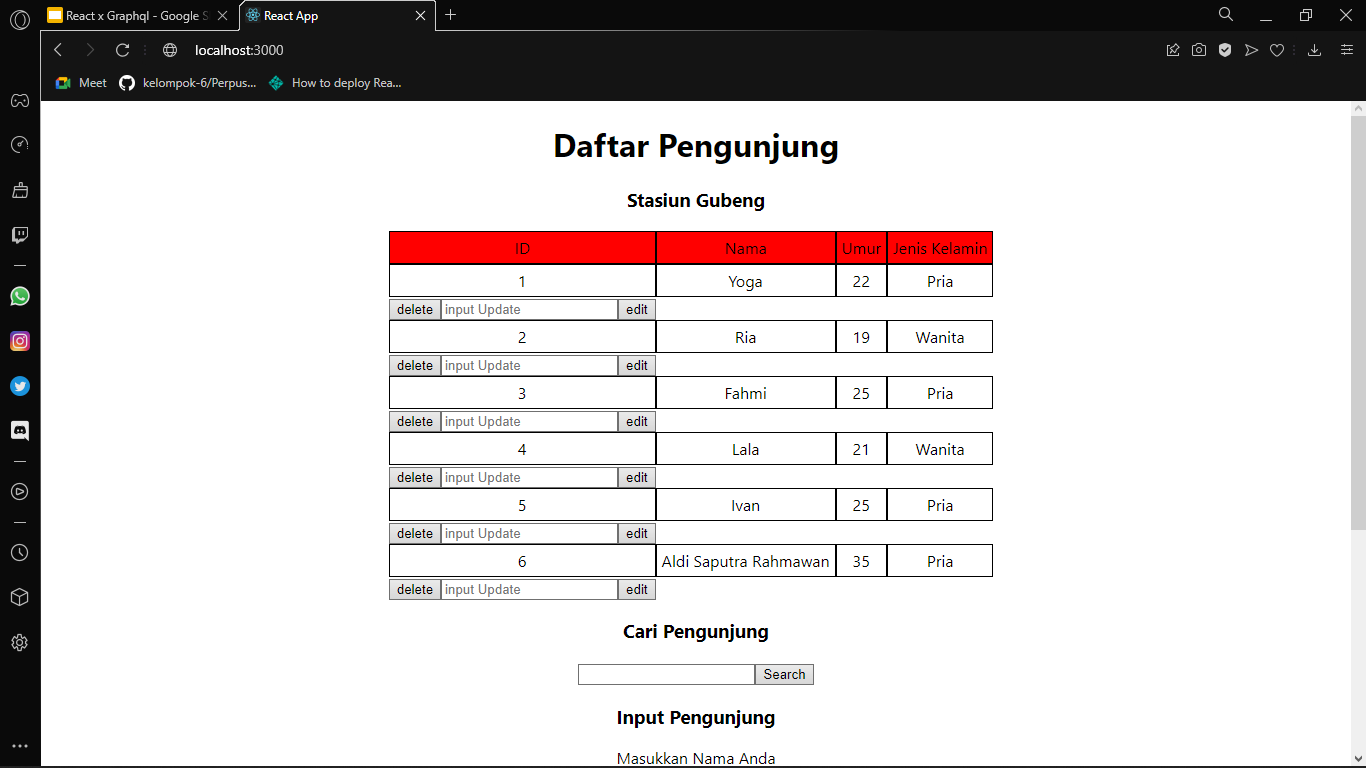 React x Graphql - Google S
React App
localhost:3000
Meet
kelompok-6/Perpus...
How to deploy Rea...
Daftar Pengunjung
Stasiun Gubeng
ID Nama Umur Jenis Kelamin
1 Yoga 22 Pria
delete input Update edit
2 Ria 19 Wanita
delete input Update edit
3 Fahmi 25 Pria
delete input Update edit
4 Lala 21 Wanita
delete input Update edit
5 Ivan 25 Pria
delete input Update edit
6 Aldi Saputra Rahmawan 35 Pria
delete input Update edit
Cari Pengunjung
Search
Input Pengunjung
Masukkan Nama Anda